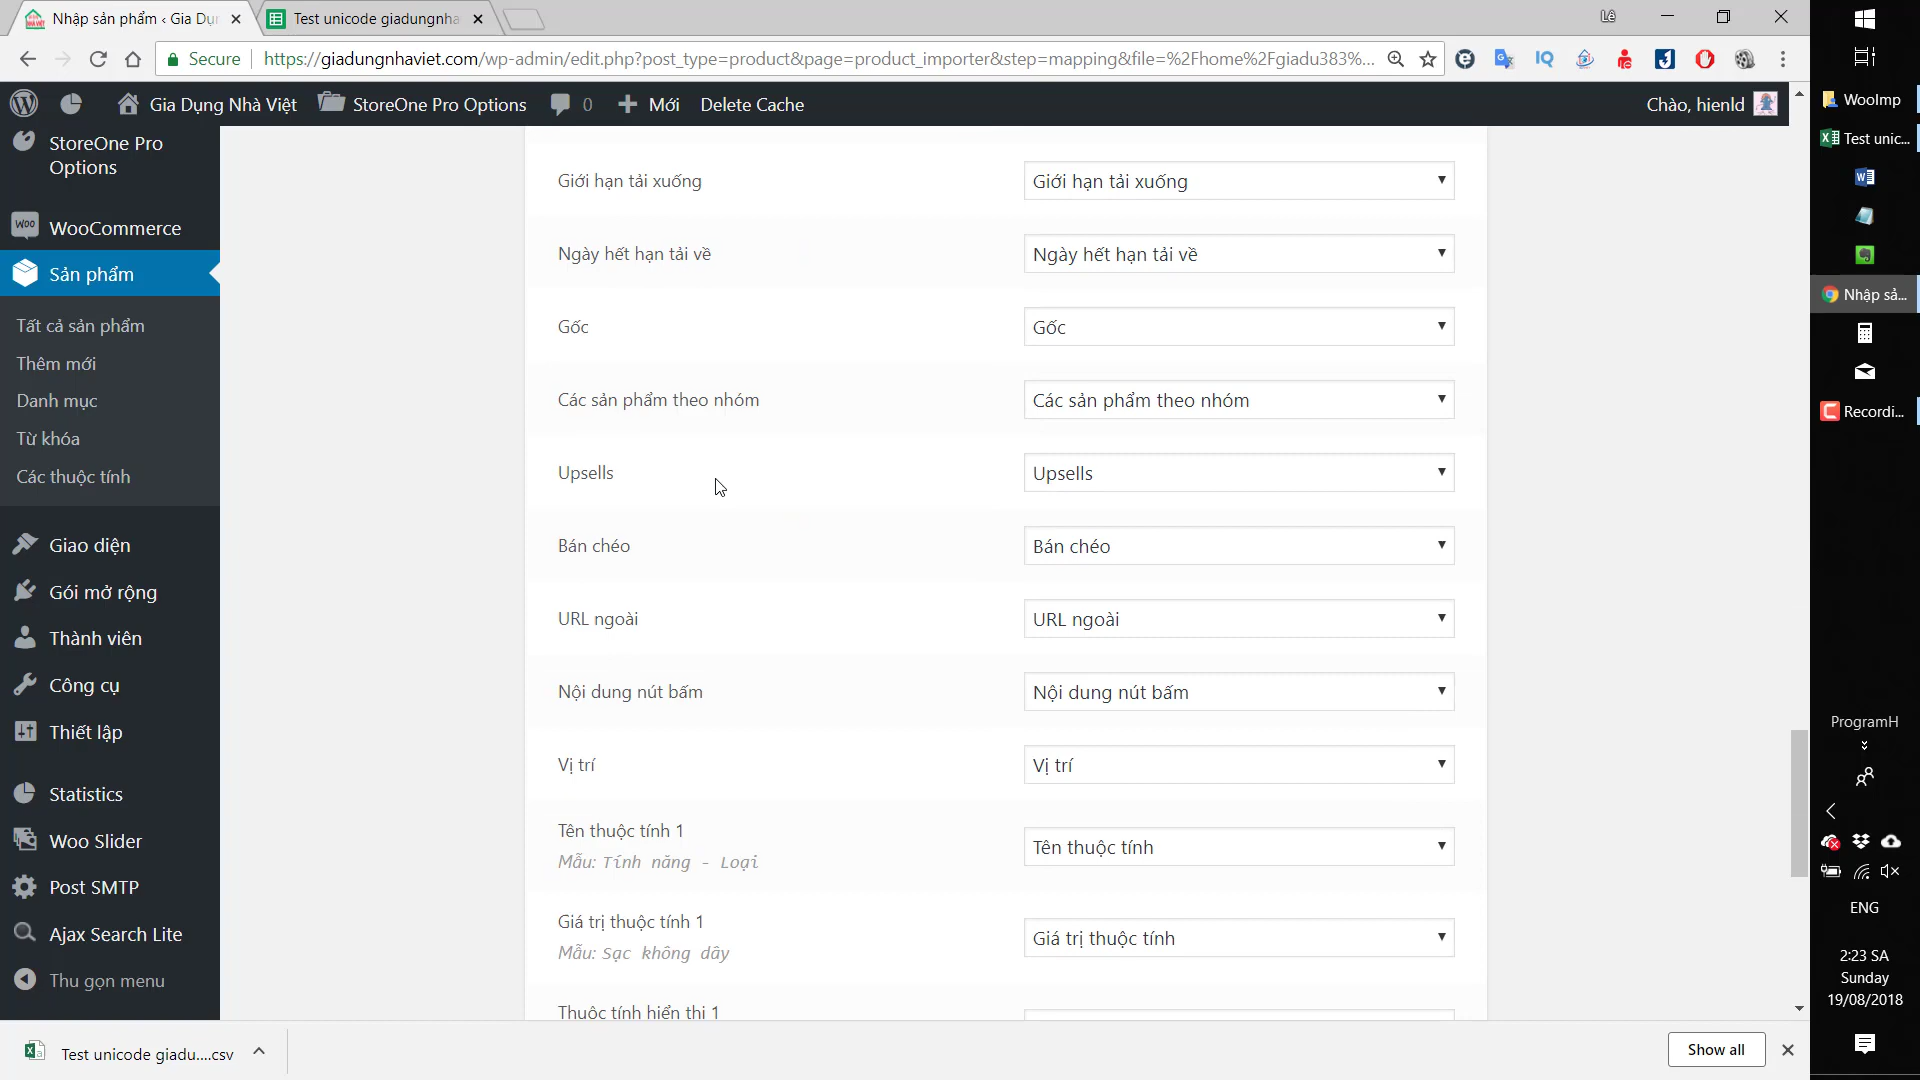 Nhập sản phẩm ‹ Gia Dụn
Test unicode giadungnha
Lê
Secure
https://giadungnhaviet.com/wp-admin/edit.php?post_type=product&page=product_importer&step=mapping&file=%2Fhome%2Fgiadu383%...
Gia Dụng Nhà Việt
StoreOne Pro Options
0
Mới
Delete Cache
Chào, hienld
StoreOne Pro
Options
WooCommerce
Sản phẩm
Tất cả sản phẩm
Thêm mới
Danh mục
Từ khóa
Các thuộc tính
Giao diện
Gói mở rộng
Thành viên
Công cụ
Thiết lập
Statistics
Woo Slider
Post SMTP
Ajax Search Lite
Thu gọn menu
Giới hạn tải xuống
Giới hạn tải xuống
Ngày hết hạn tải về
Ngày hết hạn tải về
Gốc
Gốc
Các sản phẩm theo nhóm
Các sản phẩm theo nhóm
Upsells
Upsells
Bán chéo
Bán chéo
URL ngoài
URL ngoài
Nội dung nút bấm
Nội dung nút bấm
Vị trí
Vị trí
Tên thuộc tính 1
Mẫu: Tính năng - Loại
Tên thuộc tính
Giá trị thuộc tính 1
Mẫu: Sạc không dây
Giá trị thuộc tính
Thuộc tính hiển thị 1
Test unicode giadu....csv
Show all
WooImp
Test unic...
Nhập sả...
Recordi...
ProgramH
ENG
2:23 SA
Sunday
19/08/2018